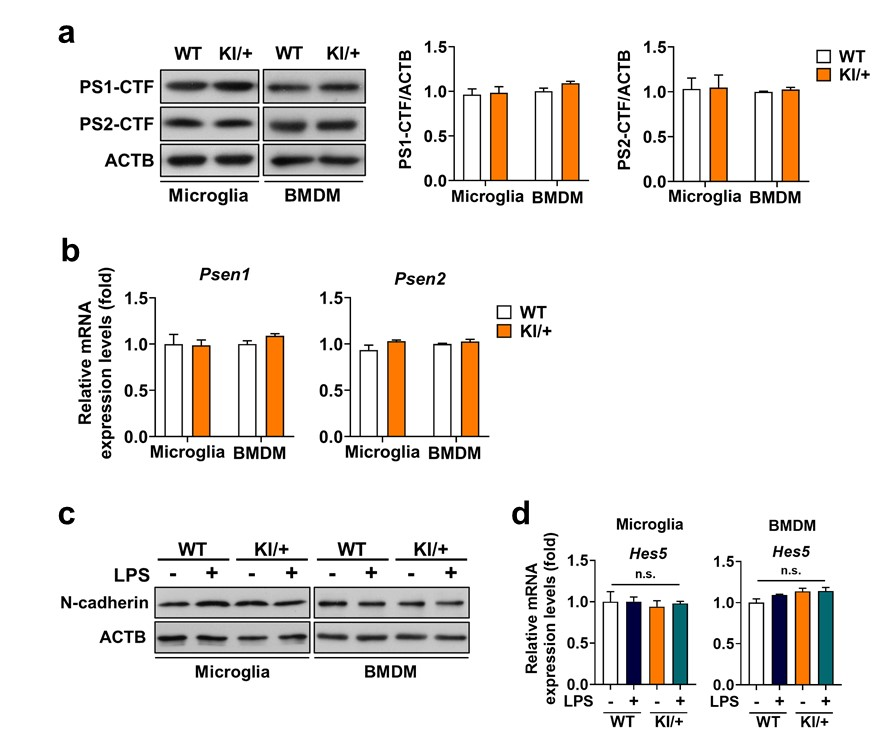 a
WT KI/+ WT KI/+
PS1-CTF
PS2-CTF
ACTB
Microglia BMDM
PS1-CTF/ACTB
1.5
1.0
0.5
0.0
Microglia BMDM
PS2-CTF/ACTB
1.5
1.0
0.5
0.0
Microglia BMDM
WT
KI/+
b
Relative mRNA
expression levels (fold)
Psen1
1.5
1.0
0.5
0.0
Microglia BMDM
Psen2
1.5
1.0
0.5
0.0
Microglia BMDM
WT
KI/+
c
WT KI/+ WT KI/+
LPS - + - + - + - +
N-cadherin
ACTB
Microglia BMDM
d
Relative mRNA
expression levels (fold)
Microglia
Hes5
n.s.
1.5
1.0
0.5
0.0
LPS - + - +
WT KI/+
BMDM
Hes5
n.s.
1.5
1.0
0.5
0.0
LPS - + - +
WT KI/+